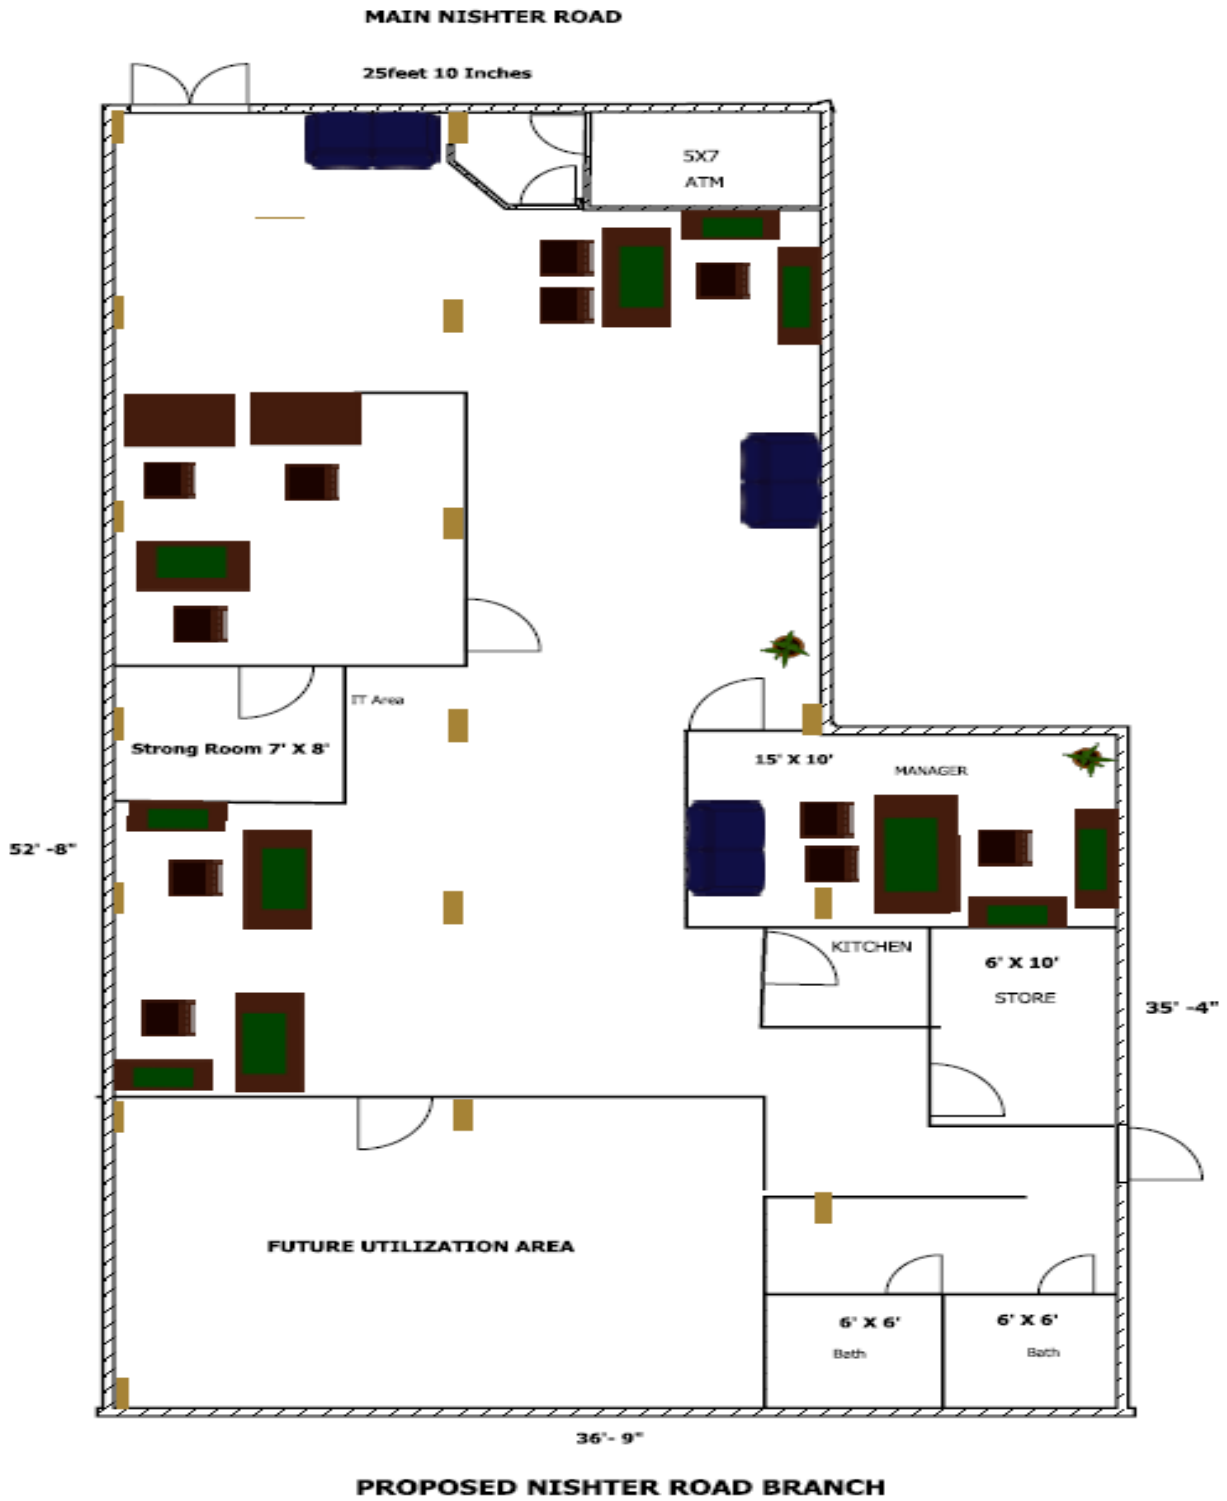 MAIN NISHTER ROAD
25feet 10 Inches
5X7
ATM
IT Area
Strong Room 7' X 8'
15' X 10'
MANAGER
52' -8"
KITCHEN
6' X 10'
STORE
35' -4"
FUTURE UTILIZATION AREA
6' X 6'
Bath
6' X 6'
Bath
36'- 9"
PROPOSED NISHTER ROAD BRANCH